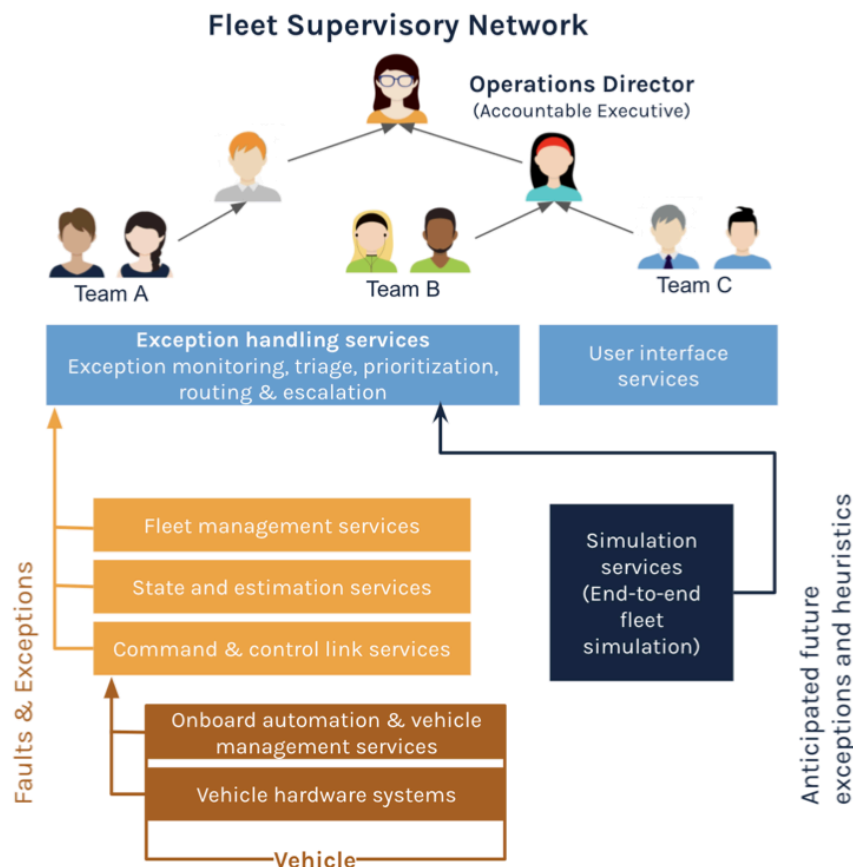 Fleet Supervisory Network
Operations Director
(Accountable Executive)
Team A
Team B
Team C
Exception handling services
Exception monitoring, triage, prioritization,
routing & escalation
User interface
services
Fleet management services
State and estimation services
Command & control link services
Simulation
services
(End-to-end
fleet
simulation)
Faults & Exceptions
Anticipated future
exceptions and heuristics
Onboard automation & vehicle
management services
Vehicle hardware systems
Vehicle